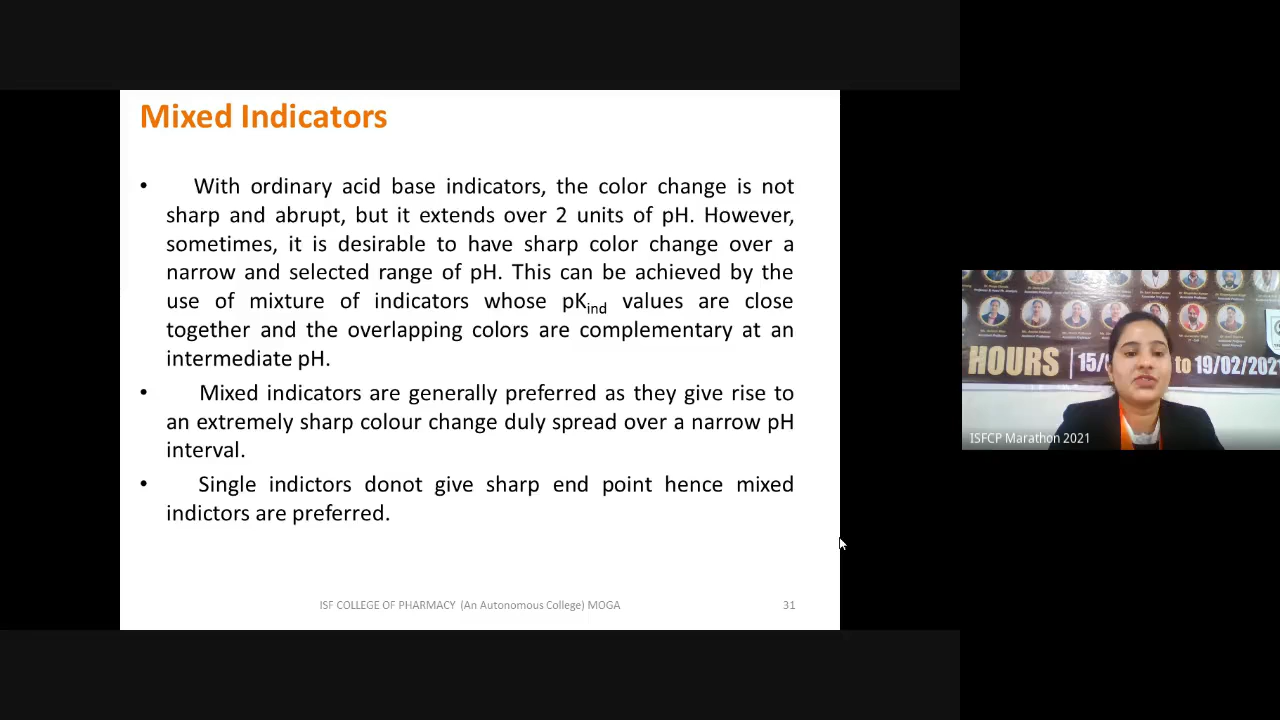 Mixed Indicators
• With ordinary acid base indicators, the color change is not
sharp and abrupt, but it extends over 2 units of pH. However,
sometimes, it is desirable to have sharp color change over a
narrow and selected range of pH. This can be achieved by the
use of mixture of indicators whose pKind values are close
together and the overlapping colors are complementary at an
intermediate pH.
• Mixed indicators are generally preferred as they give rise to
an extremely sharp colour change duly spread over a narrow pH
interval.
• Single indictors donot give sharp end point hence mixed
indictors are preferred.
ISF COLLEGE OF PHARMACY (An Autonomous College) MOGA
31
HOURS 15/ to 19/02/2021
ISFCP Marathon 2021